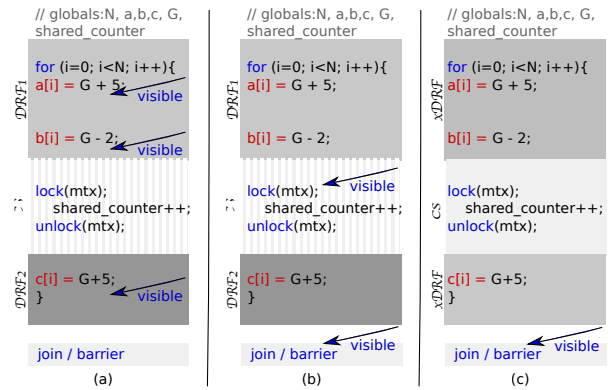 // globals:N, a,b,c, G,
shared_counter
DRF1
for (i=0; i<N; i++){
a[i] = G + 5;
visible
b[i] = G - 2;
visible
lock(mtx);
shared_counter++;
unlock(mtx);
DRF2
c[i] = G+5;
}
visible
join / barrier
(a)
// globals:N, a,b,c, G,
shared_counter
DRF1
for (i=0; i<N; i++){
a[i] = G + 5;
b[i] = G - 2;
visible
lock(mtx);
shared_counter++;
unlock(mtx);
DRF2
c[i] = G+5;
}
visible
join / barrier
(b)
// globals:N, a,b,c, G,
shared_counter
xDRF
for (i=0; i<N; i++){
a[i] = G + 5;
b[i] = G - 2;
CS
lock(mtx);
shared_counter++;
unlock(mtx);
xDRF
c[i] = G+5;
}
visible
join / barrier
(c)